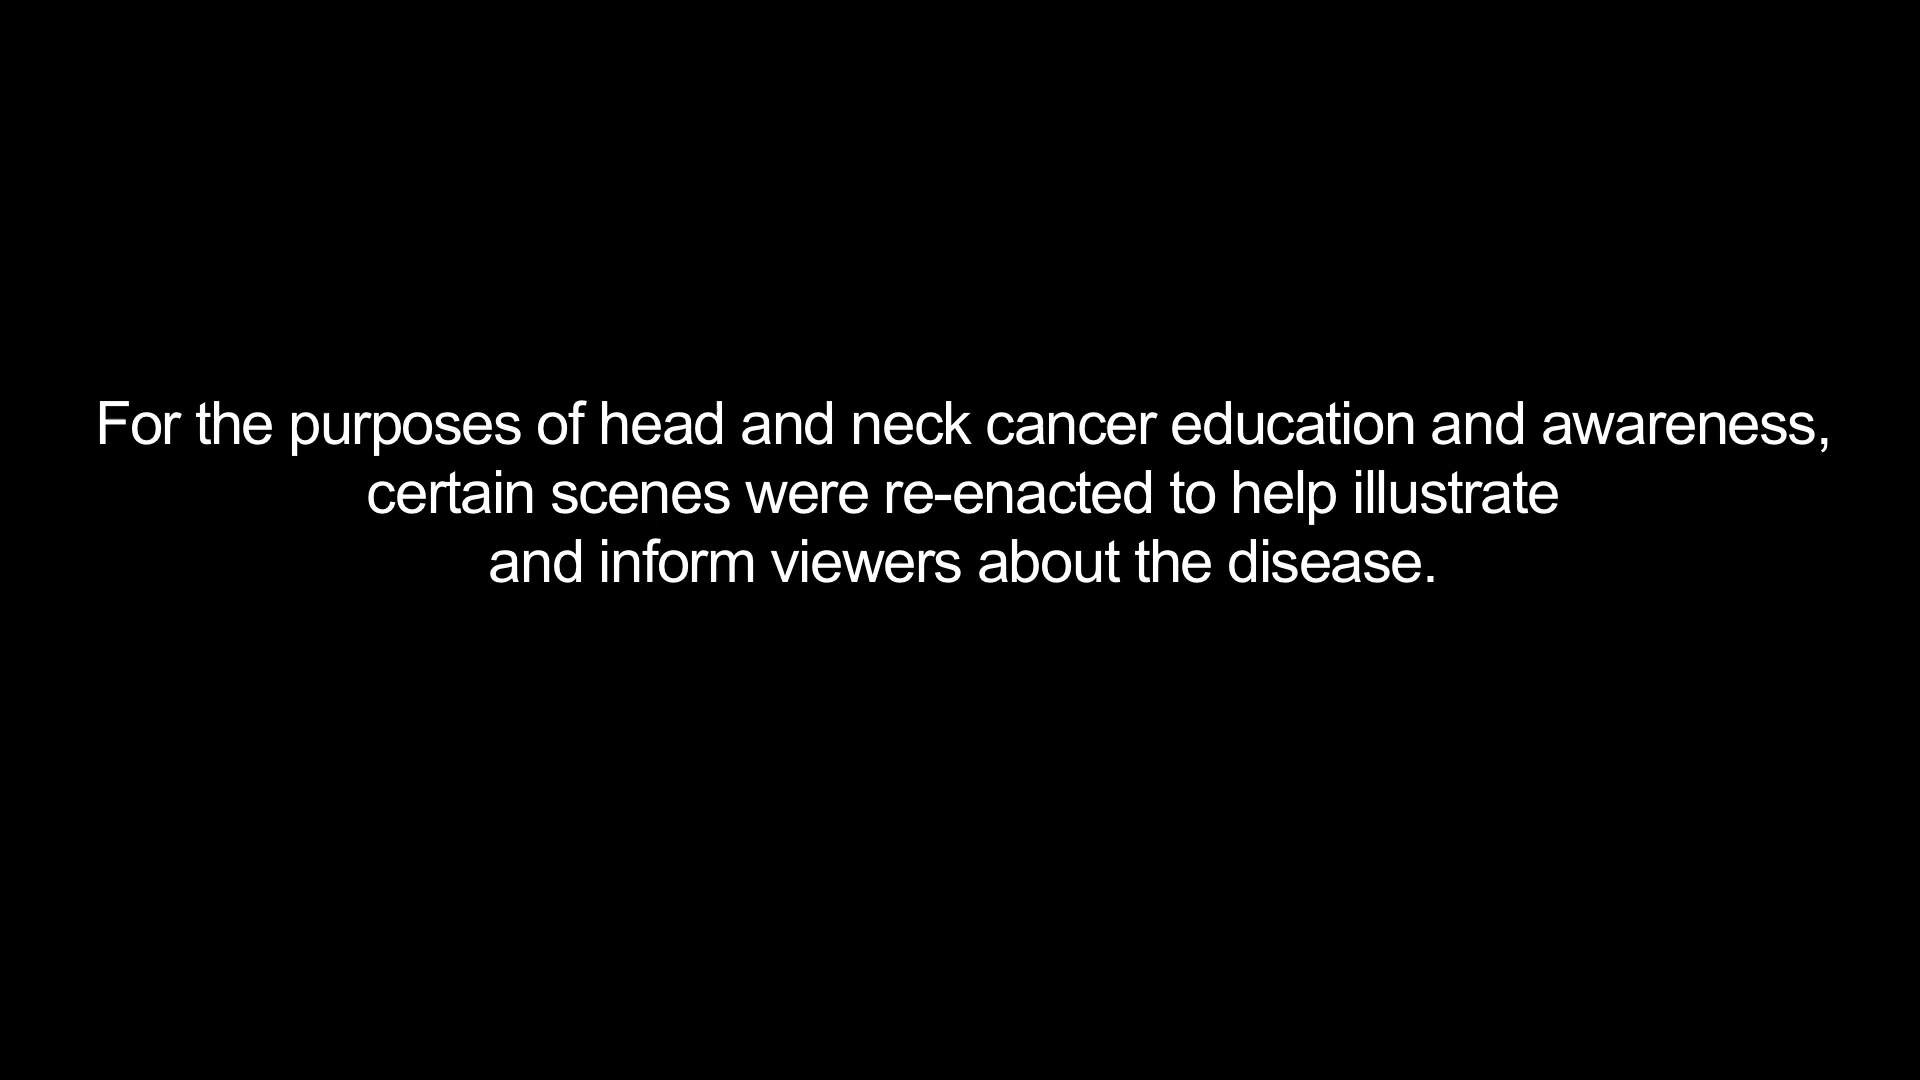 For the purposes of head and neck cancer education and awareness,
certain scenes were re-enacted to help illustrate
and inform viewers about the disease.